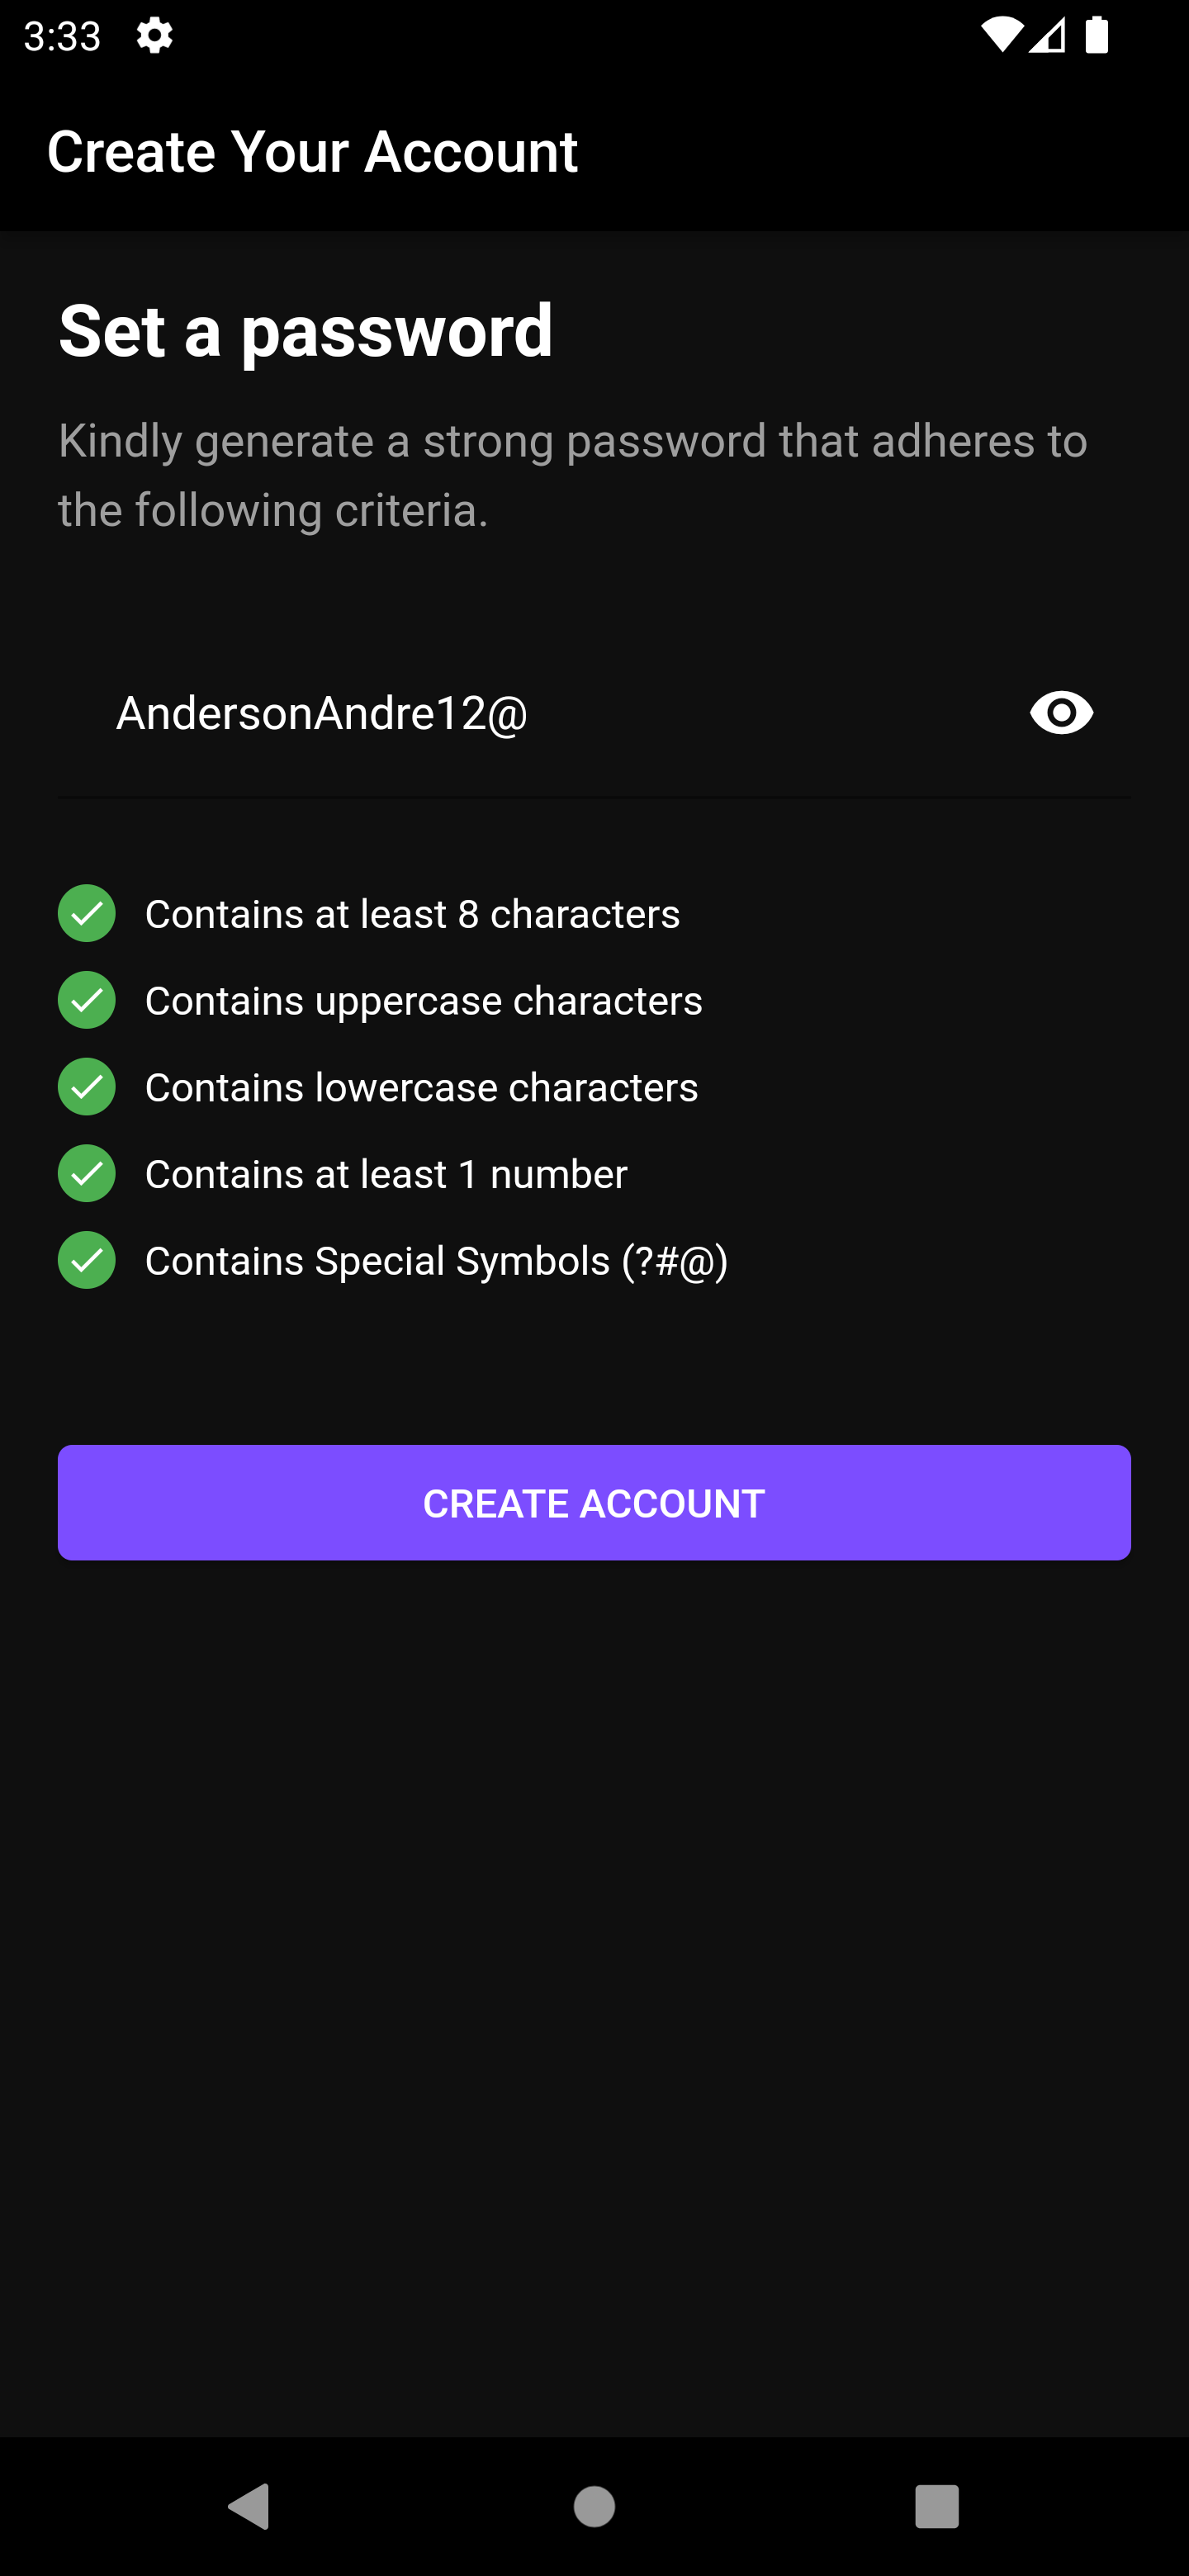 3:33
Create Your Account
Set a password
Kindly generate a strong password that adheres to
the following criteria.
AndersonAndre12@
Contains at least 8 characters
Contains uppercase characters
Contains lowercase characters
Contains at least 1 number
Contains Special Symbols (?#@)
CREATE ACCOUNT